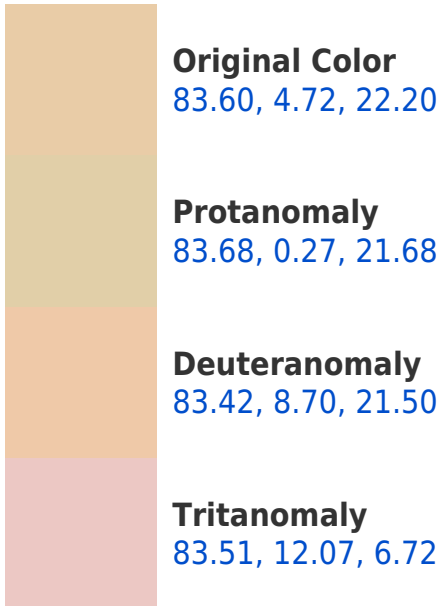 Original Color
83.60, 4.72, 22.20
Protanomaly
83.68, 0.27, 21.68
Deuteranomaly
83.42, 8.70, 21.50
Tritanomaly
83.51, 12.07, 6.72